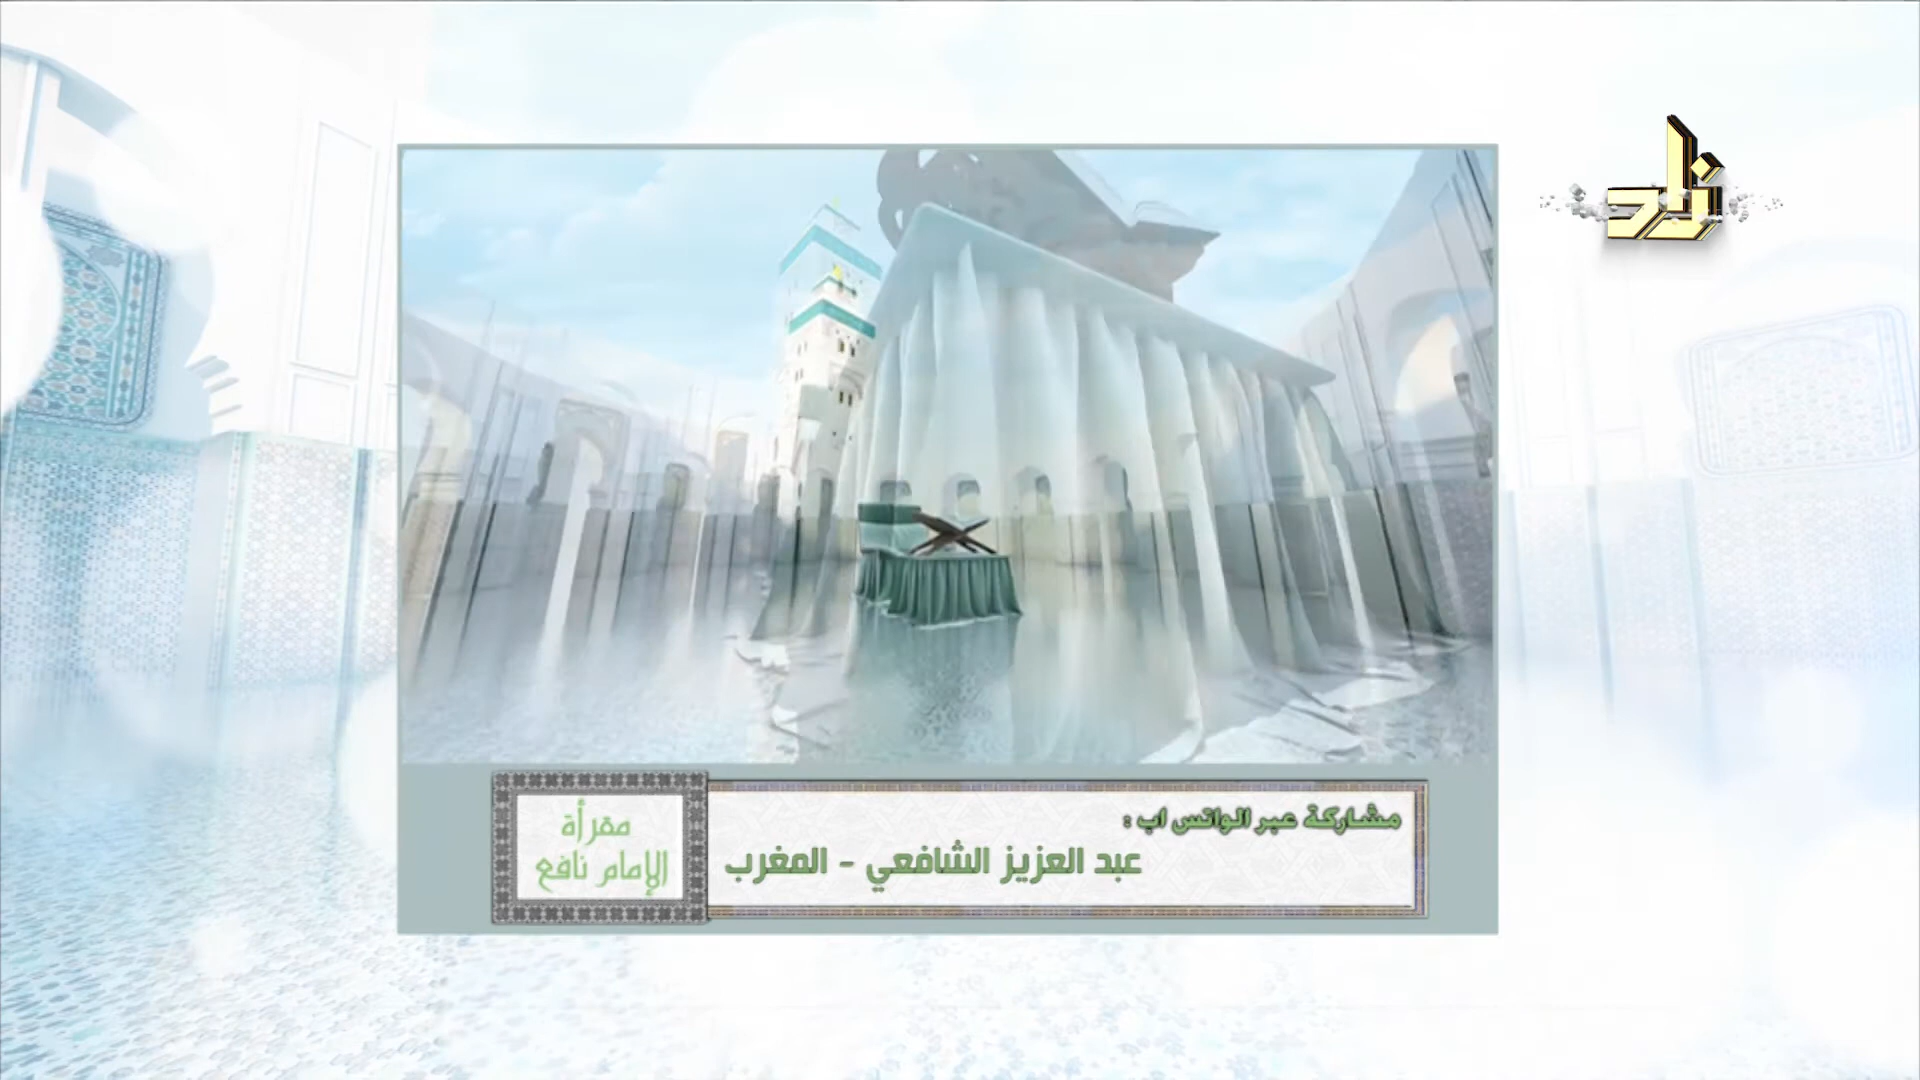 زاد
مشاركة عبر الواتس اب :
عبد العزيز الشافعي - المغرب
مقرأة
الإمام نافع